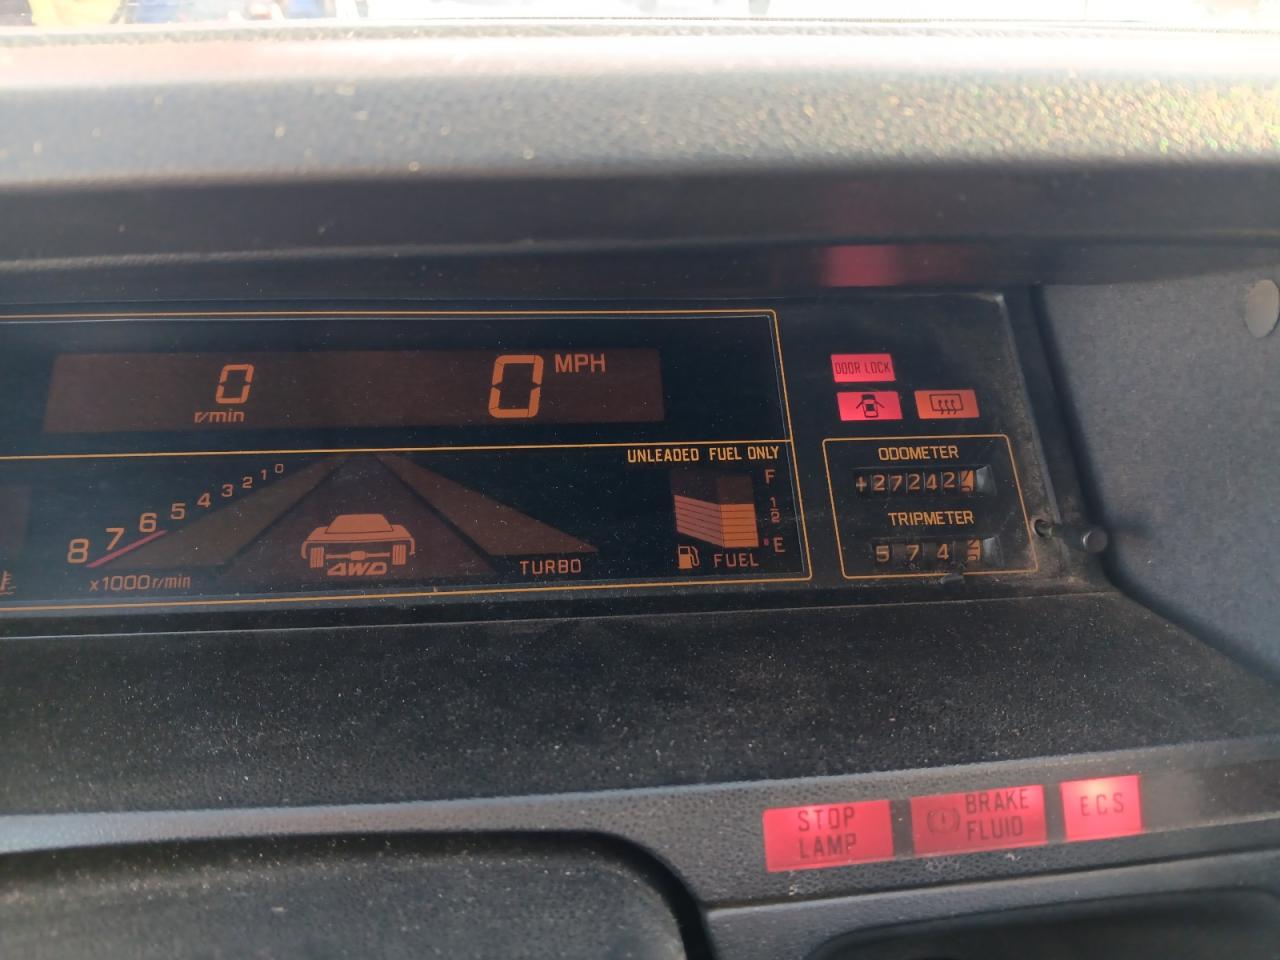 0
r/min
0 MPH
8 7 6 5 4 3 2 1 0
x1000r/min
4WD
TURBO
UNLEADED FUEL ONLY
F
1/2
E
FUEL
DOOR LOCK
ODOMETER
27242
TRIPMETER
574
STOP
LAMP
BRAKE
FLUID
ECS